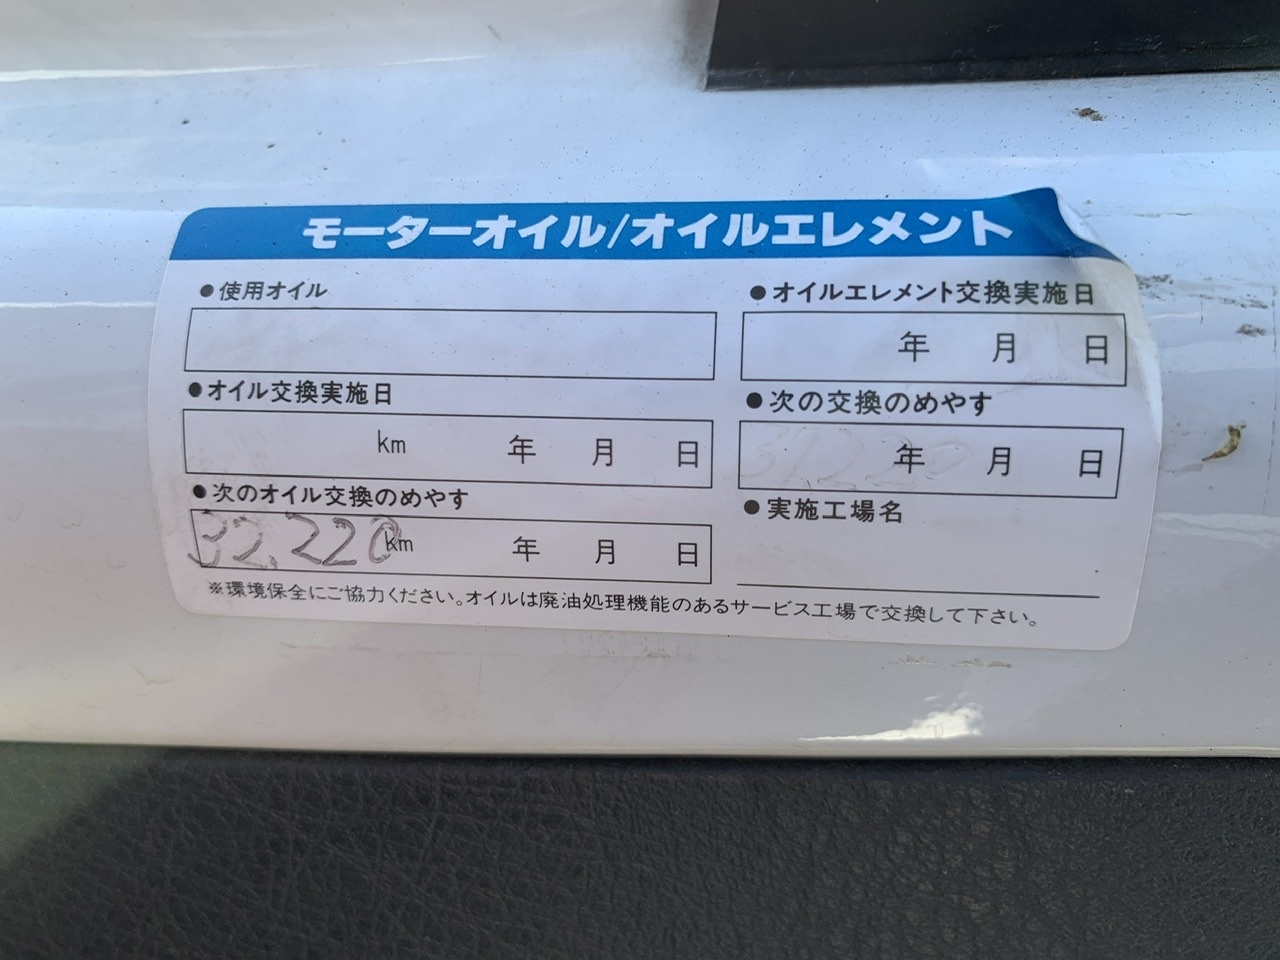 モーターオイル/オイルエレメント
●使用オイル
●オイル交換実施日
km 年 月 日
●次のオイル交換のめやす
32,220km 年 月 日
●オイルエレメント交換実施日
年 月 日
●次の交換のめやす
年 月 日
●実施工場名
※環境保全にご協力ください。オイルは廃油処理機能のあるサービス工場で交換して下さい。